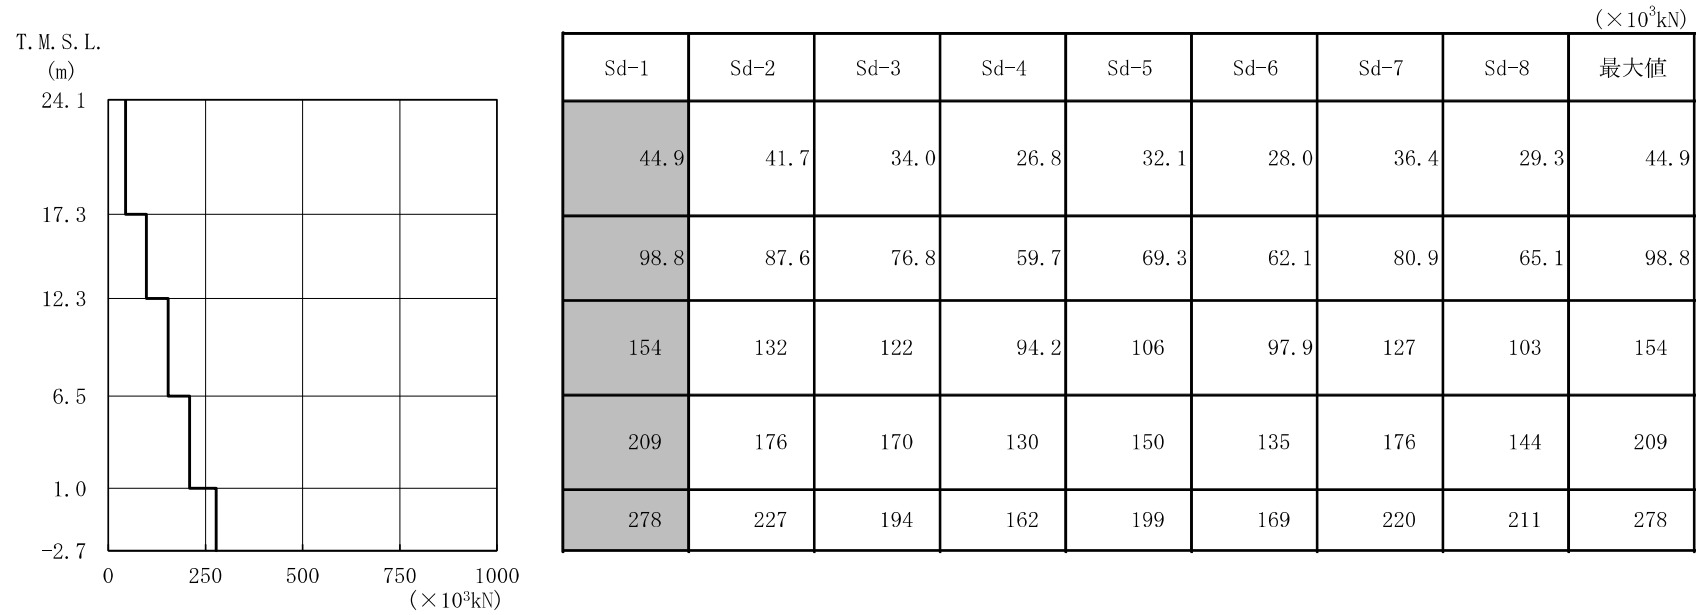 (×10³kN)
T.M.S.L.
(m)
24.1
17.3
12.3
6.5
1.0
-2.7
0 250 500 750 1000
(×10³kN)
Sd-1 Sd-2 Sd-3 Sd-4 Sd-5 Sd-6 Sd-7 Sd-8 最大値
44.9 41.7 34.0 26.8 32.1 28.0 36.4 29.3 44.9
98.8 87.6 76.8 59.7 69.3 62.1 80.9 65.1 98.8
154 132 122 94.2 106 97.9 127 103 154
209 176 170 130 150 135 176 144 209
278 227 194 162 199 169 220 211 278